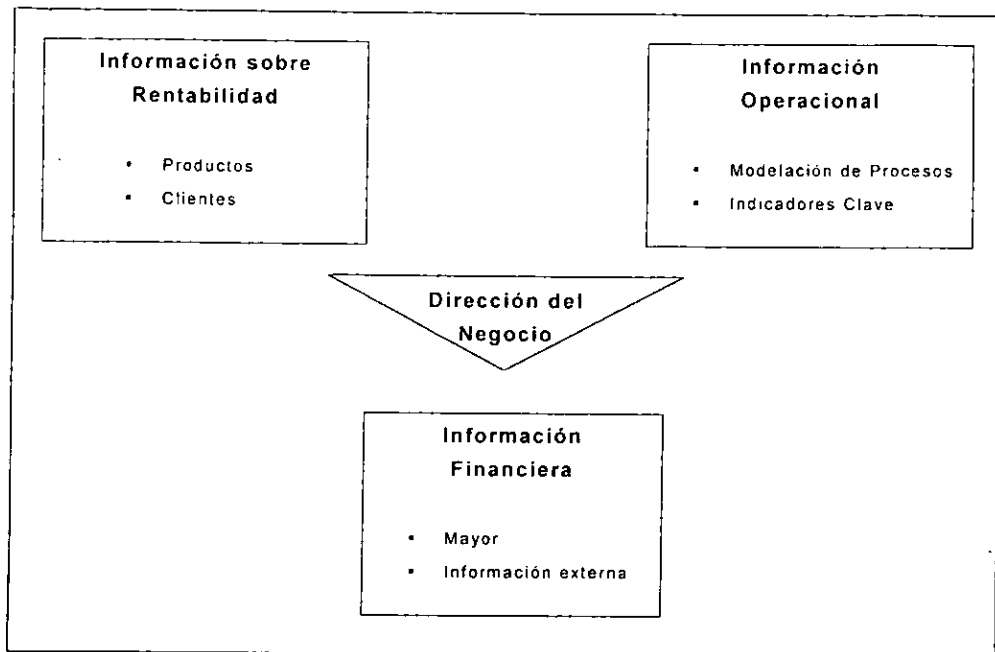 Información sobre
Rentabilidad
▪ Productos
▪ Clientes
Información
Operacional
▪ Modelación de Procesos
▪ Indicadores Clave
Dirección del
Negocio
Información
Financiera
▪ Mayor
▪ Información externa